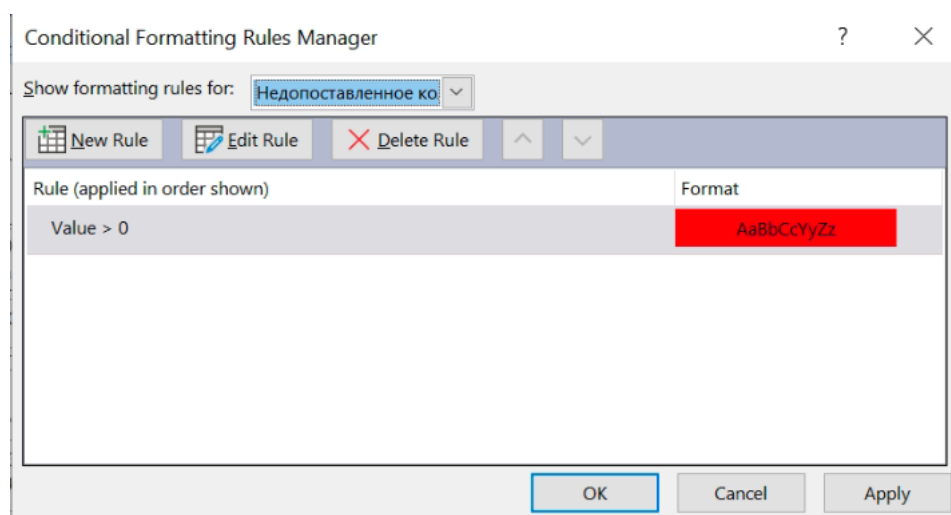 Conditional Formatting Rules Manager ?
Show formatting rules for: Недопоставленное ко
New Rule Edit Rule Delete Rule
Rule (applied in order shown) Format
Value > 0 AaBbCcYyZz
OK Cancel Apply